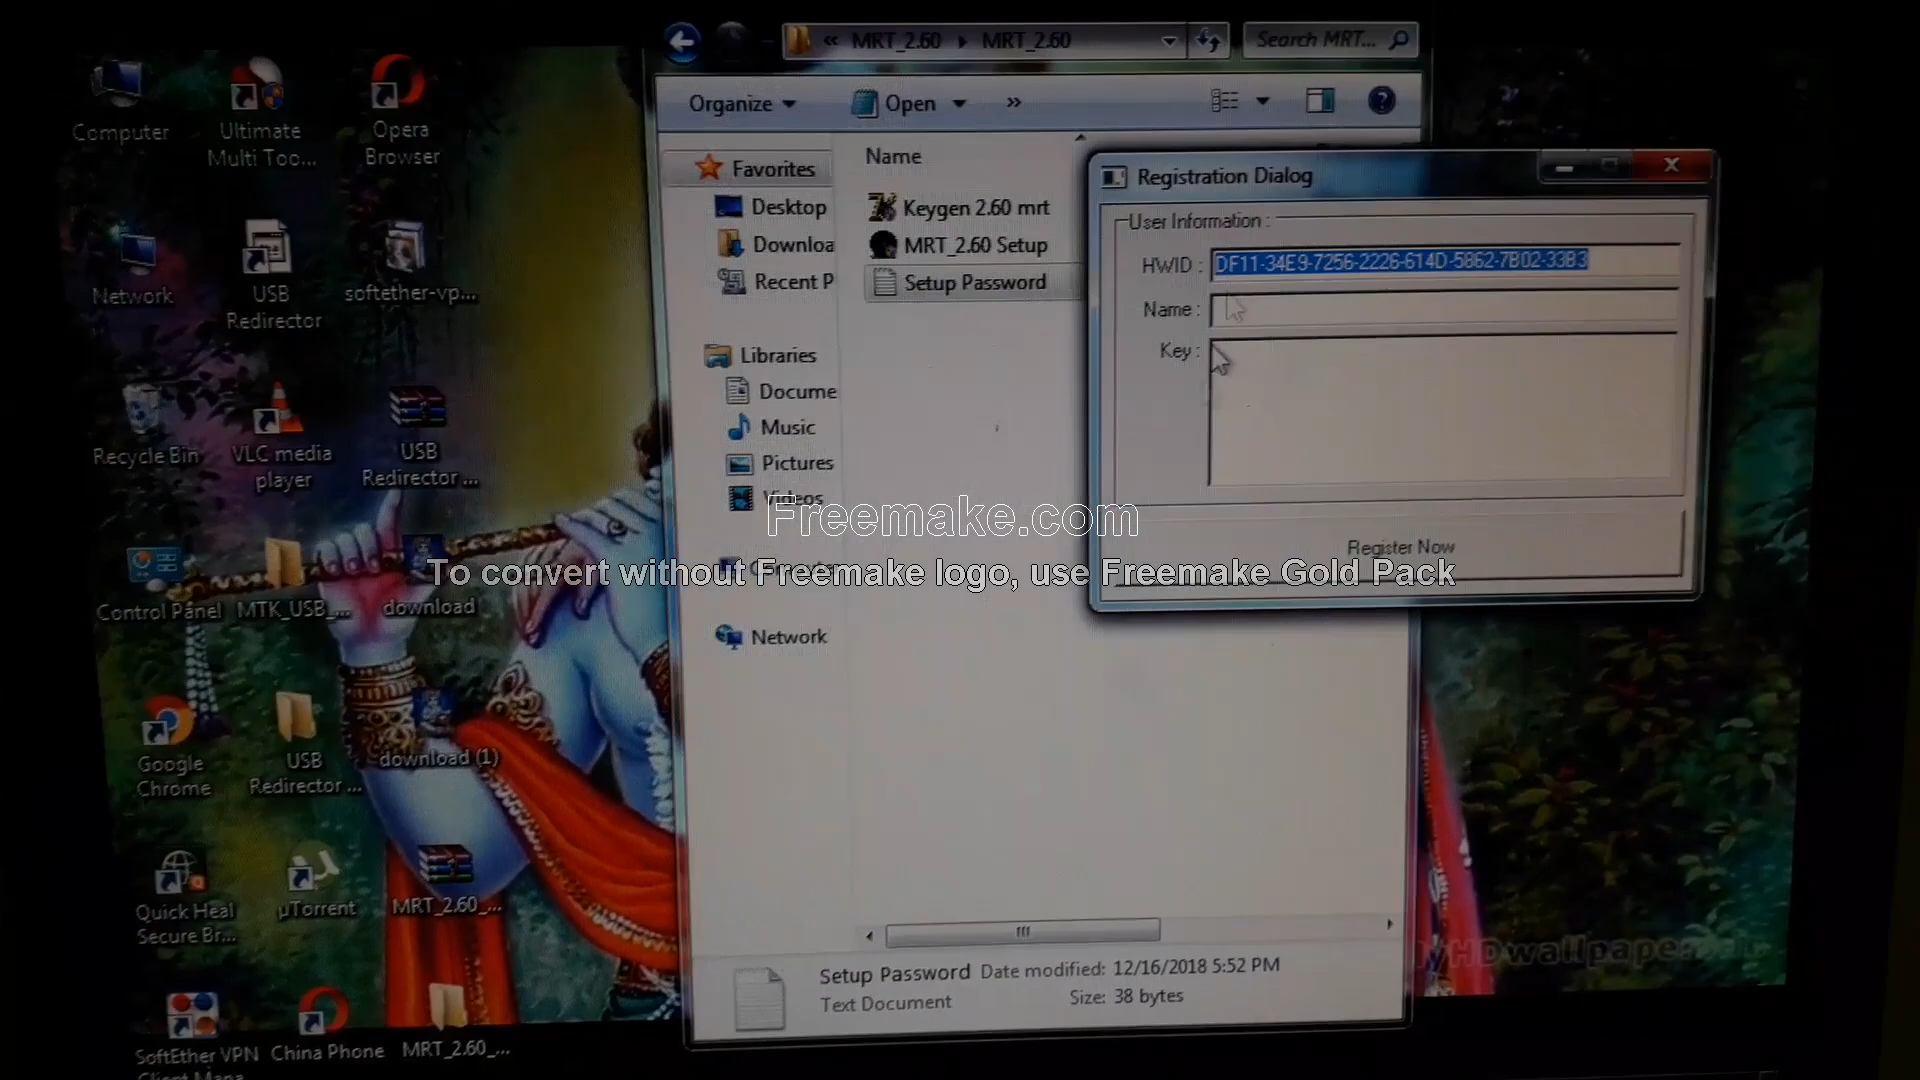 MRT_2.60
MRT_2.60
Search MRT...
Organize
Open
»
Name
Favorites
Desktop
Downloa
Recent P
Keygen 2.60 mrt
MRT_2.60 Setup
Setup Password
Libraries
Docume
Music
Pictures
Videos
Network
Registration Dialog
User Information :
HWID : DF11-34E9-7256-2226-614D-5862-7B02-33B3
Name :
Key :
Register Now
Freemake.com
To convert without Freemake logo, use Freemake Gold Pack
Setup Password Date modified: 12/16/2018 5:52 PM
Text Document Size: 38 bytes
Computer
Ultimate
Multi Too...
Opera
Browser
Network
USB
Redirector
softether-vp...
Recycle Bin
VLC media
player
USB
Redirector ...
Control Panel
MTK_USB_...
download
Google
Chrome
USB
Redirector ...
download (1)
Quick Heal
Secure Br...
µTorrent
MRT_2.60_...
SoftEther VPN
China Phone
MRT_2.60_...